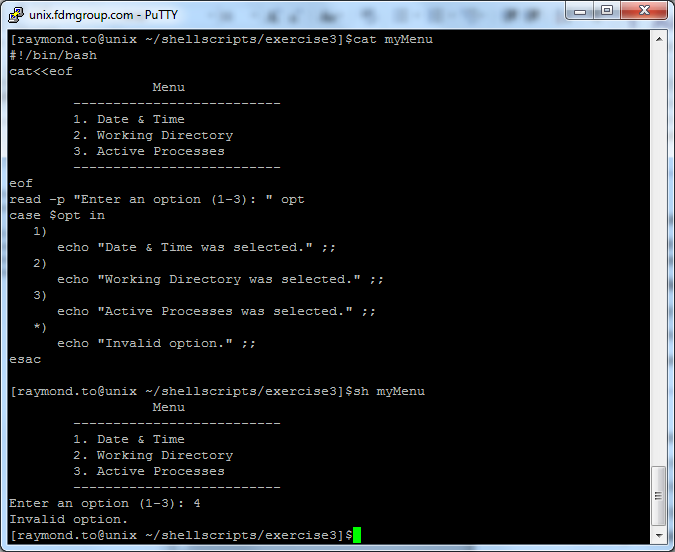 unix.fdmgroup.com - PuTTY
[raymond.to@unix ~/shellscripts/exercise3]$cat myMenu
#!/bin/bash
cat<<eof
                  Menu
        --------------------------
        1. Date & Time
        2. Working Directory
        3. Active Processes
        --------------------------
eof
read -p "Enter an option (1-3): " opt
case $opt in
   1)
      echo "Date & Time was selected." ;;
   2)
      echo "Working Directory was selected." ;;
   3)
      echo "Active Processes was selected." ;;
   *)
      echo "Invalid option." ;;
esac

[raymond.to@unix ~/shellscripts/exercise3]$sh myMenu
                  Menu
        --------------------------
        1. Date & Time
        2. Working Directory
        3. Active Processes
        --------------------------
Enter an option (1-3): 4
Invalid option.
[raymond.to@unix ~/shellscripts/exercise3]$